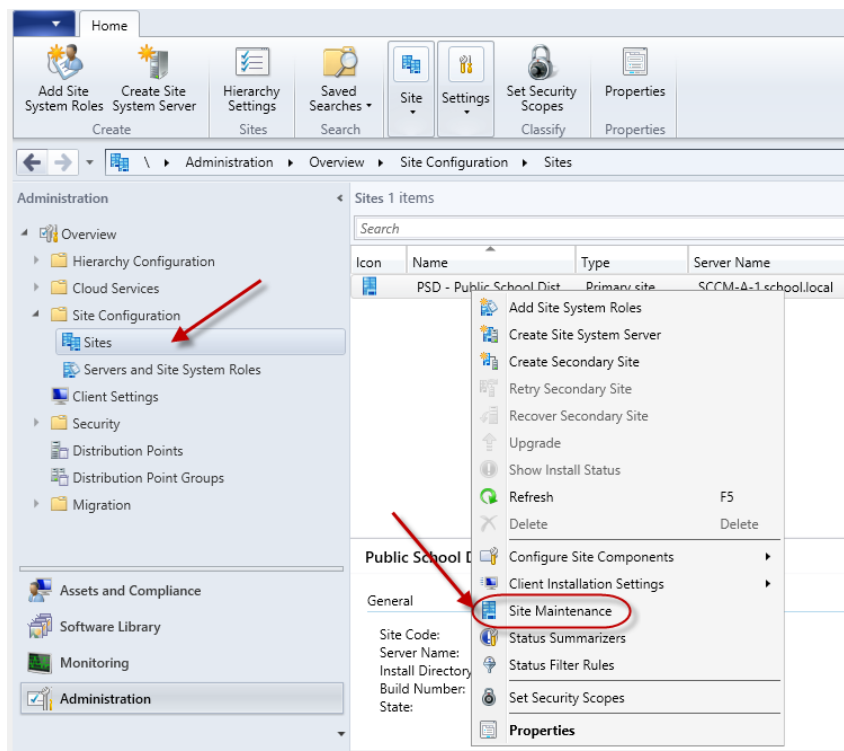 Home
Add Site
System Roles
Create Site
System Server
Hierarchy
Settings
Saved
Searches
Site
Settings
Set Security
Scopes
Properties
Create
Sites
Search
Classify
Properties
\ Administration Overview Site Configuration Sites
Administration
Overview
Hierarchy Configuration
Cloud Services
Site Configuration
Sites
Servers and Site System Roles
Client Settings
Security
Distribution Points
Distribution Point Groups
Migration
Assets and Compliance
Software Library
Monitoring
Administration
Sites 1 items
Search
Icon Name Type Server Name
PSD - Public School Dist Primary site SCCM-A-1.school.local
Add Site System Roles
Create Site System Server
Create Secondary Site
Retry Secondary Site
Recover Secondary Site
Upgrade
Show Install Status
Refresh F5
Delete Delete
Configure Site Components
Client Installation Settings
Site Maintenance
Status Summarizers
Status Filter Rules
Set Security Scopes
Properties
Public School D
General
Site Code:
Server Name:
Install Directory
Build Number:
State: